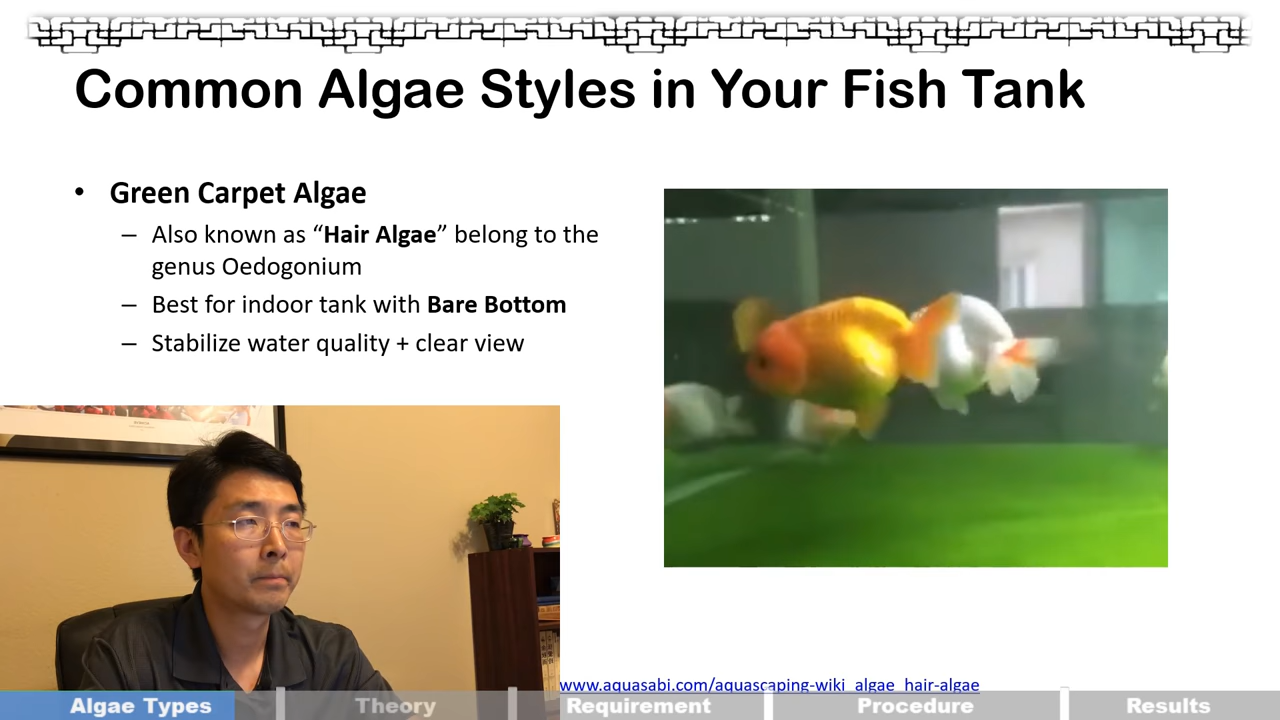 Common Algae Styles in Your Fish Tank
• Green Carpet Algae
– Also known as “Hair Algae” belong to the
genus Oedogonium
– Best for indoor tank with Bare Bottom
– Stabilize water quality + clear view
www.aquasabi.com/aquascaping-wiki_algae_hair-algae
Algae Types
Theory
Requirement
Procedure
Results